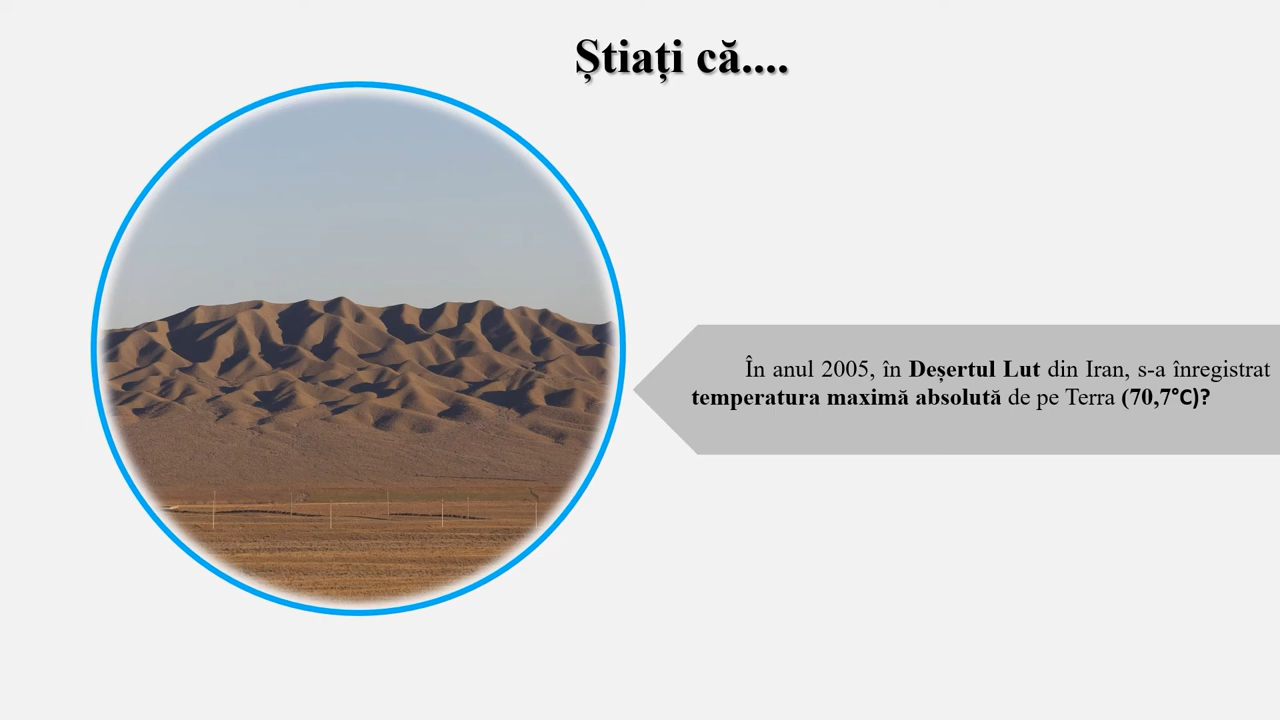 Știați că....
În anul 2005, în Deșertul Lut din Iran, s-a înregistrat
temperatura maximă absolută de pe Terra (70,7°C)?